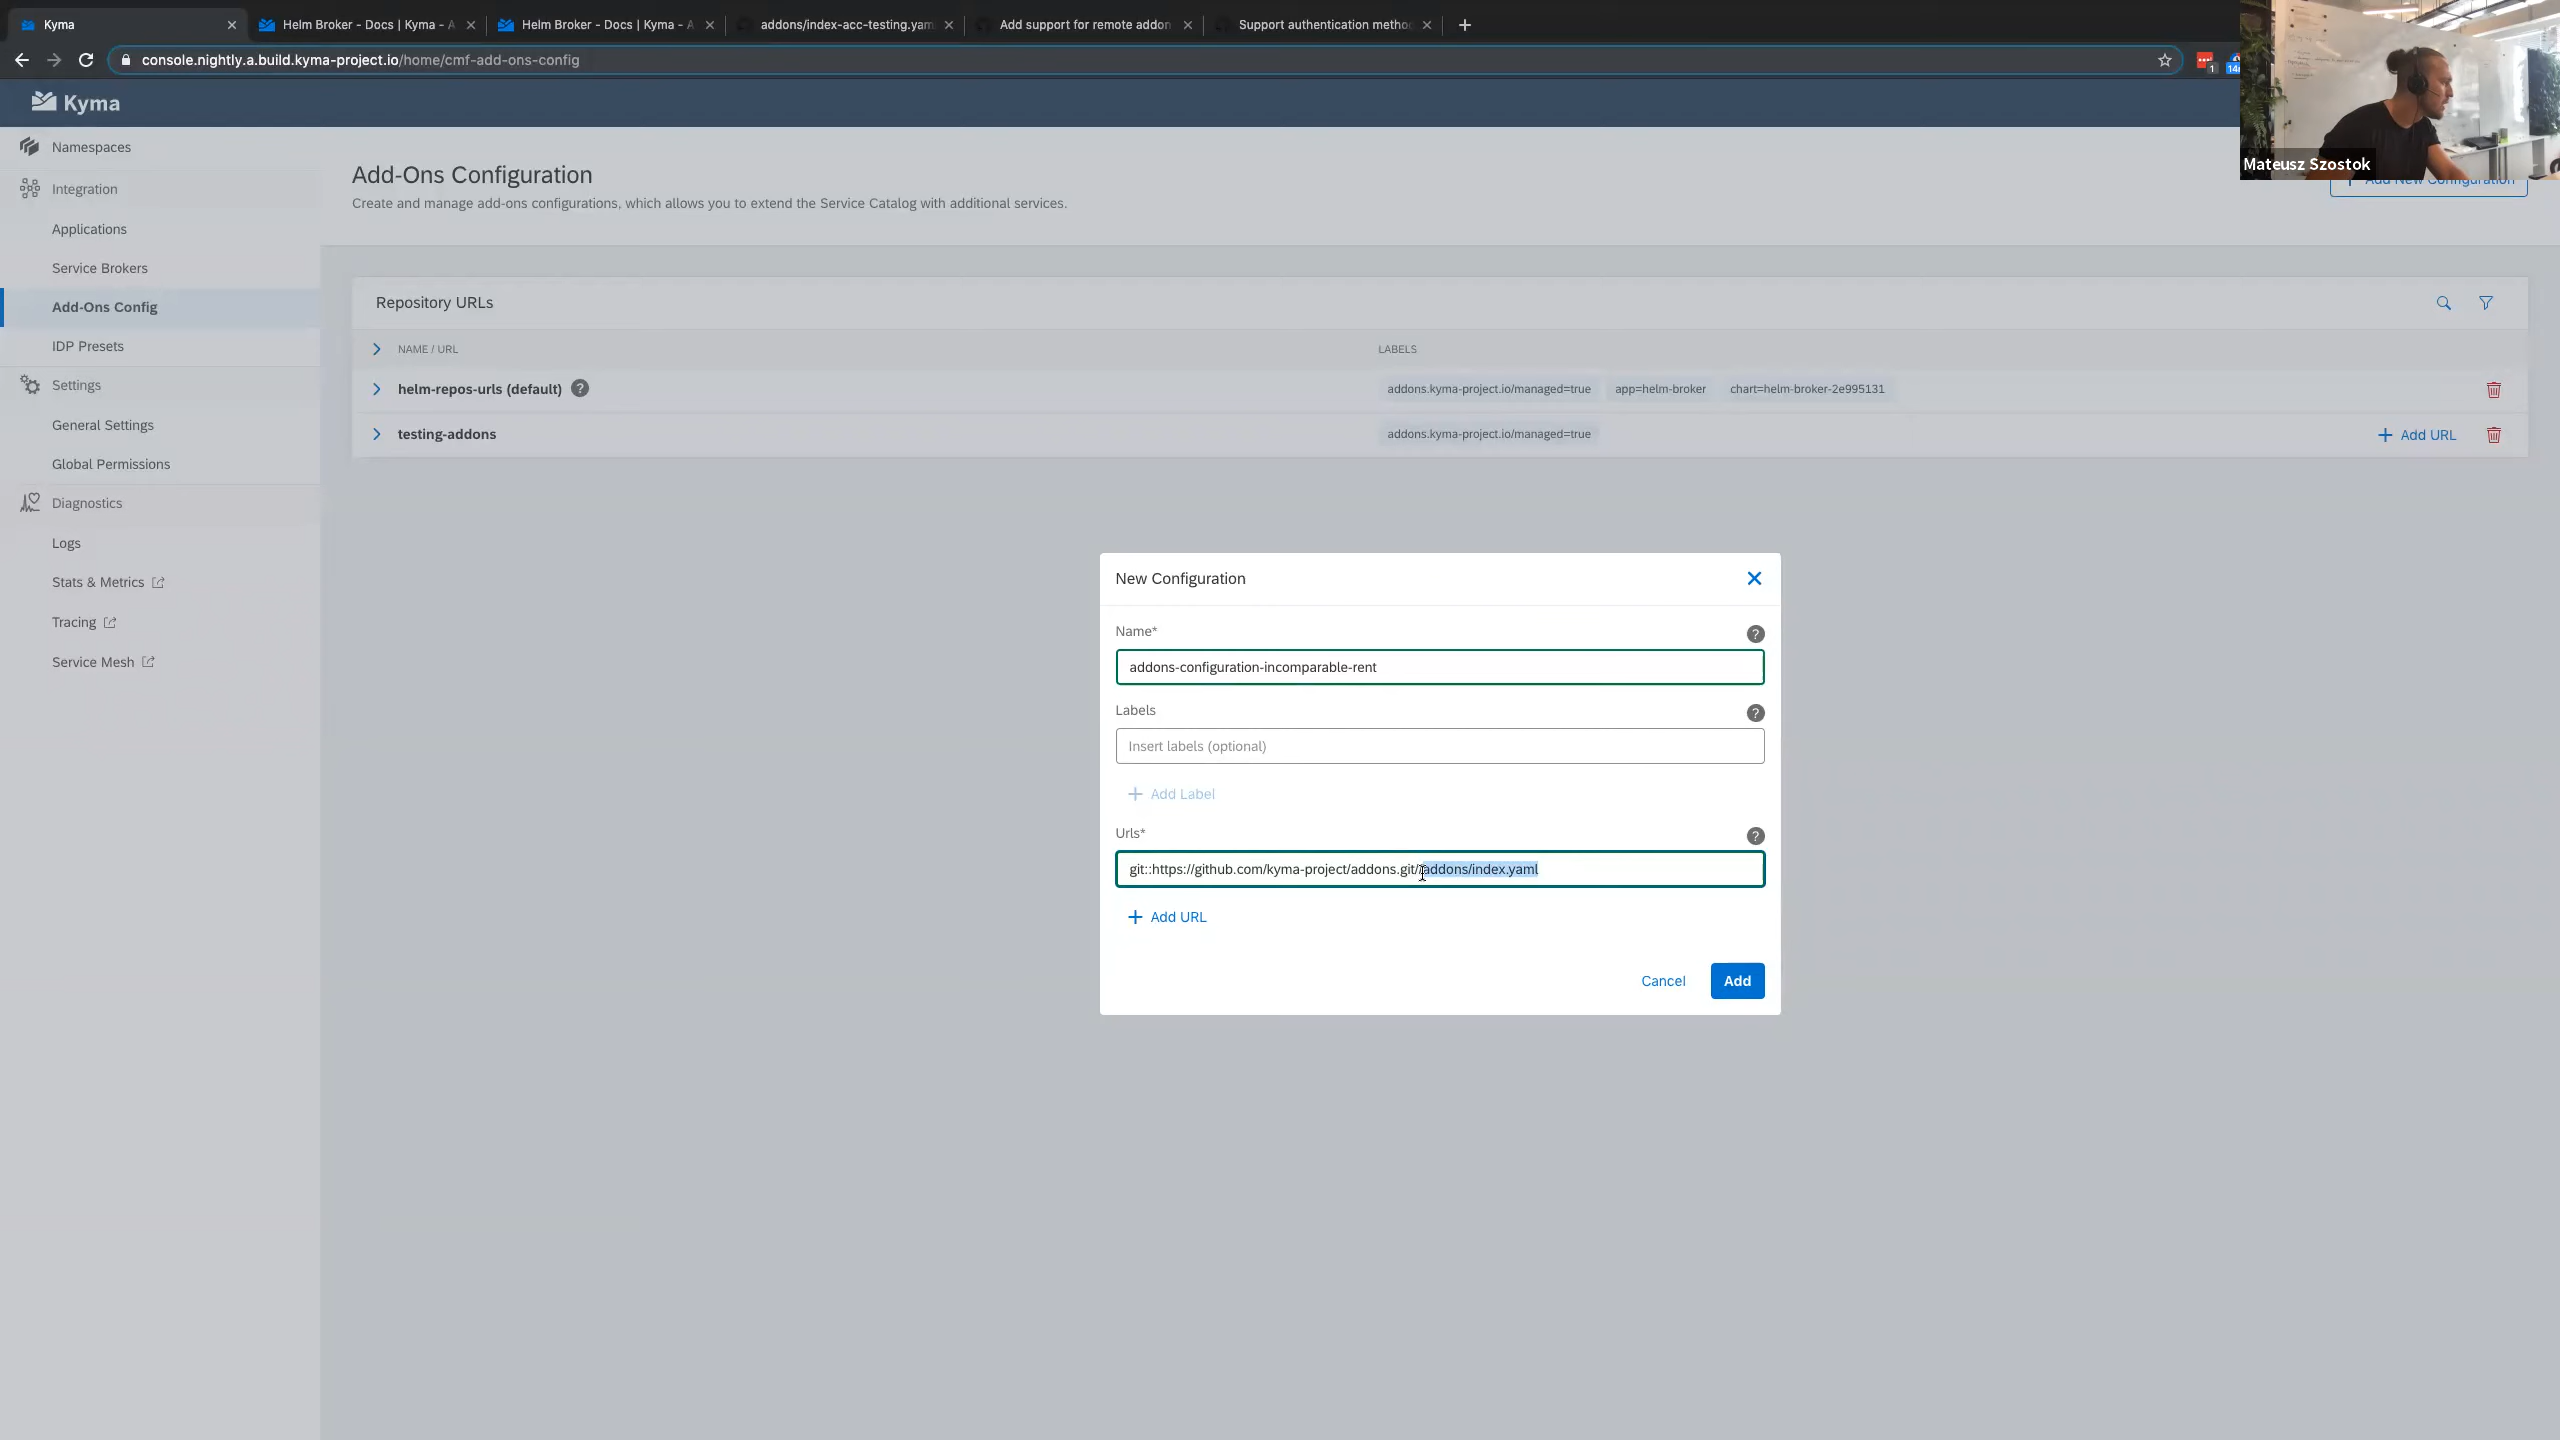 Kyma
Helm Broker - Docs | Kyma - A
Helm Broker - Docs | Kyma - A
addons/index-acc-testing.yam
Add support for remote addon
Support authentication metho
console.nightly.a.build.kyma-project.io/home/cmf-add-ons-config
1
14
Kyma
Mateusz Szostok
Namespaces
Integration
Applications
Service Brokers
Add-Ons Config
IDP Presets
Settings
General Settings
Global Permissions
Diagnostics
Logs
Stats & Metrics
Tracing
Service Mesh
Add-Ons Configuration
Create and manage add-ons configurations, which allows you to extend the Service Catalog with additional services.
+ Add New Configuration
Repository URLs
NAME / URL LABELS
helm-repos-urls (default) ? addons.kyma-project.io/managed=true app=helm-broker chart=helm-broker-2e995131
testing-addons addons.kyma-project.io/managed=true + Add URL
New Configuration
Name* ?
addons-configuration-incomparable-rent
Labels ?
Insert labels (optional)
+ Add Label
Urls* ?
git::https://github.com/kyma-project/addons.git//addons/index.yaml
+ Add URL
Cancel Add